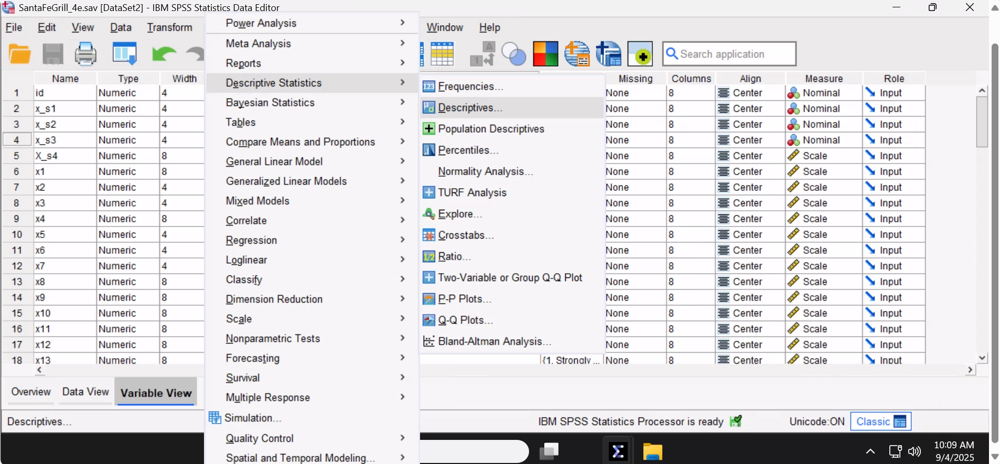 SantaFeGrill_4e.sav [DataSet2] - IBM SPSS Statistics Data Editor
File Edit View Data Transform Window Help
Search application
Power Analysis
Meta Analysis
Reports
Descriptive Statistics
Bayesian Statistics
Tables
Compare Means and Proportions
General Linear Model
Generalized Linear Models
Mixed Models
Correlate
Regression
Loglinear
Classify
Dimension Reduction
Scale
Nonparametric Tests
Forecasting
Survival
Multiple Response
Simulation...
Quality Control
Spatial and Temporal Modeling...
123 Frequencies...
Descriptives...
Population Descriptives
Percentiles...
Normality Analysis...
TURF Analysis
Explore...
Crosstabs...
1/2 Ratio...
Two-Variable or Group Q-Q Plot
P-P Plots...
Q-Q Plots...
Bland-Altman Analysis...
Name Type Width Missing Columns Align Measure Role
1 id Numeric 4 None 8 Center Nominal Input
2 x_s1 Numeric 4 None 8 Center Nominal Input
3 x_s2 Numeric 4 None 8 Center Nominal Input
4 x_s3 Numeric 4 None 8 Center Nominal Input
5 X_s4 Numeric 8 None 8 Center Scale Input
6 x1 Numeric 8 None 8 Center Scale Input
7 x2 Numeric 4 None 8 Center Scale Input
8 x3 Numeric 4 None 8 Center Scale Input
9 x4 Numeric 8 None 8 Center Scale Input
10 x5 Numeric 4 None 8 Center Scale Input
11 x6 Numeric 4 None 8 Center Scale Input
12 x7 Numeric 4 None 8 Center Scale Input
13 x8 Numeric 8 None 8 Center Scale Input
14 x9 Numeric 8 None 8 Center Scale Input
15 x10 Numeric 8 None 8 Center Scale Input
16 x11 Numeric 8 None 8 Center Scale Input
17 x12 Numeric 8 None 8 Center Scale Input
18 x13 Numeric 8 {1, Strongly ... None 8 Center Scale Input
Overview Data View Variable View
Descriptives... IBM SPSS Statistics Processor is ready Unicode:ON Classic
10:09 AM
9/4/2025